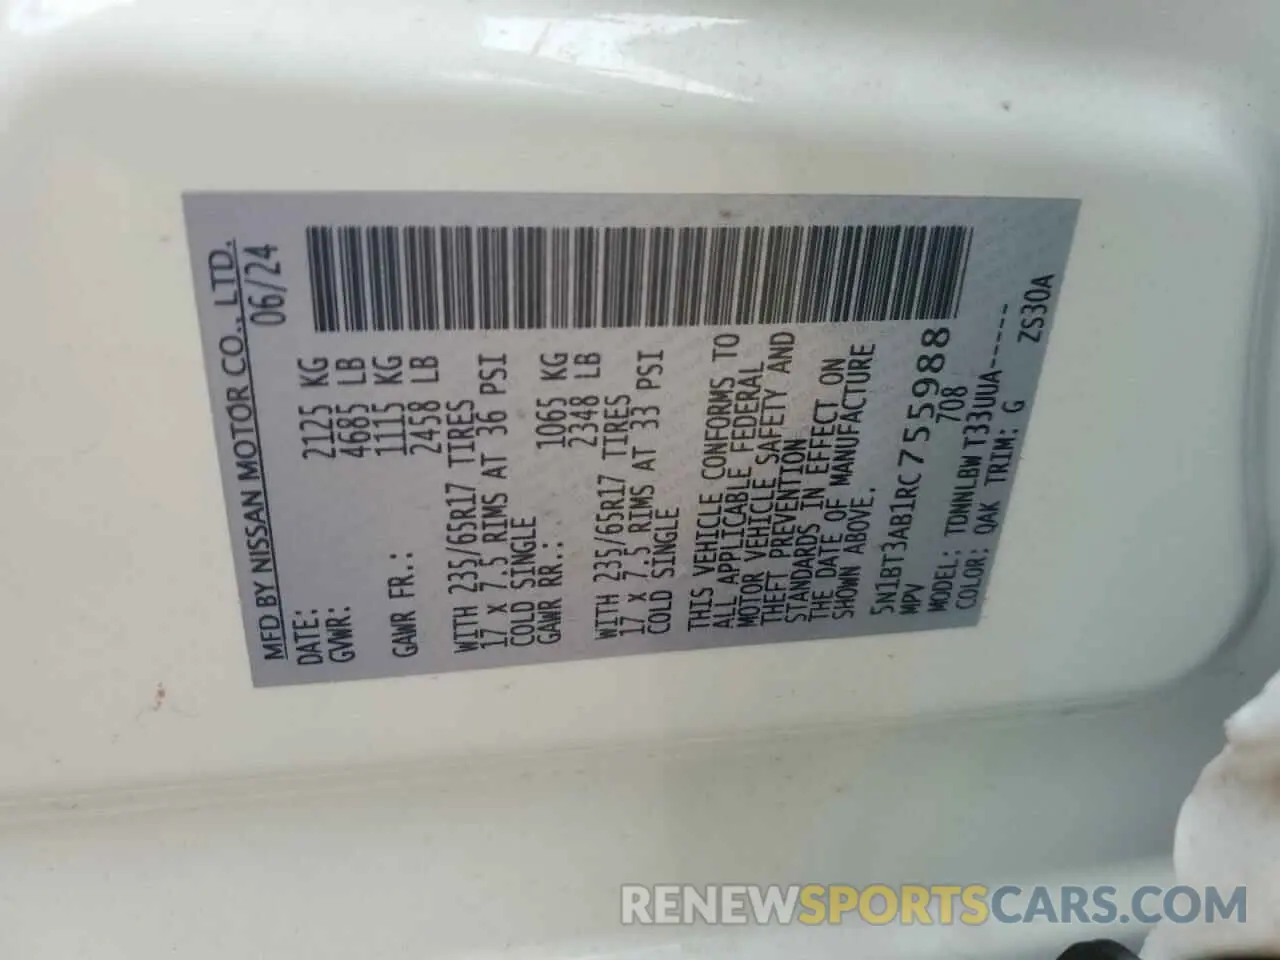 MFD BY NISSAN MOTOR CO., LTD.
DATE: 06/24
GVWR: 2125 KG
4685 LB
GAWR FR.: 1115 KG
2458 LB
WITH 235/65R17 TIRES
17 X 7.5 RIMS AT 36 PSI
COLD SINGLE
GAWR RR.: 1065 KG
2348 LB
WITH 235/65R17 TIRES
17 X 7.5 RIMS AT 33 PSI
COLD SINGLE
THIS VEHICLE CONFORMS TO
ALL APPLICABLE FEDERAL
MOTOR VEHICLE SAFETY AND
THEFT PREVENTION
STANDARDS IN EFFECT ON
THE DATE OF MANUFACTURE
SHOWN ABOVE.
5N1BT3AB1RC755988
MPV 708
MODEL: TDNNLBW T33UUA-----
COLOR: QAK TRIM: G ZS30A
RENEWSPORTSCARS.COM